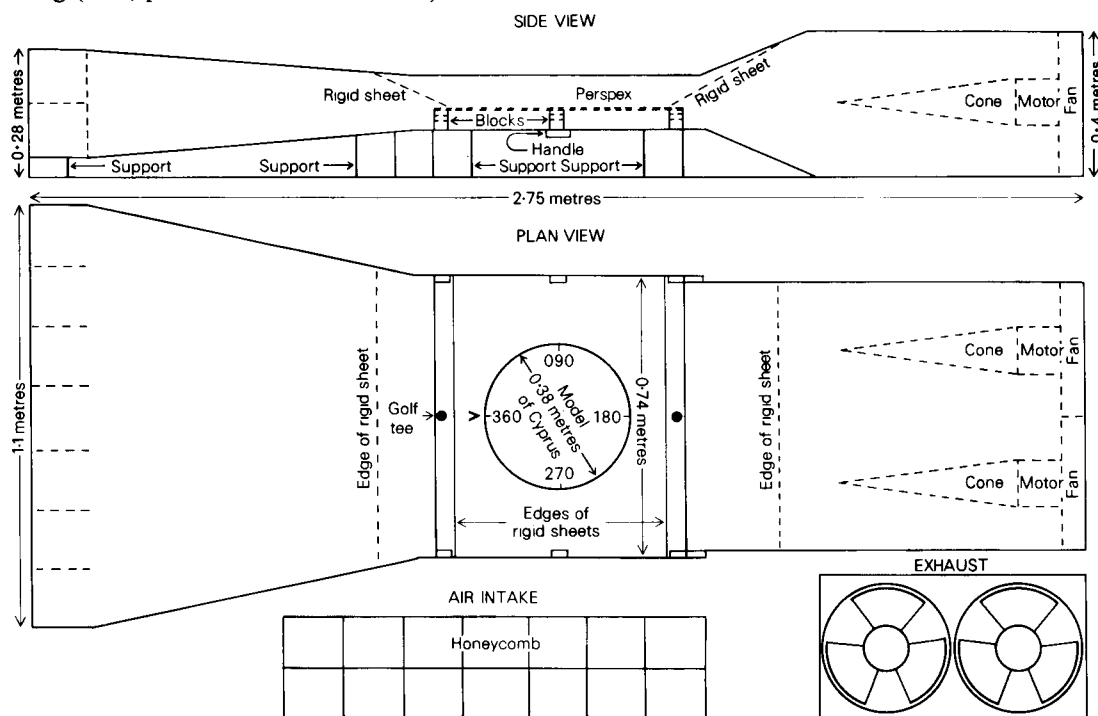 SIDE VIEW
0·28 metres
Rigid sheet
Perspex
Rigid sheet
Blocks
Cone
Motor
Fan
0·4 metres
Handle
Support
Support
Support Support
2·75 metres
PLAN VIEW
1·1 metres
Edge of rigid sheet
Golf
tee
090
Model
0·38 metres
of Cyprus
360
180
270
0·74 metres
Edge of rigid sheet
Cone
Motor
Fan
Cone
Motor
Fan
Edges of
rigid sheets
AIR INTAKE
Honeycomb
EXHAUST